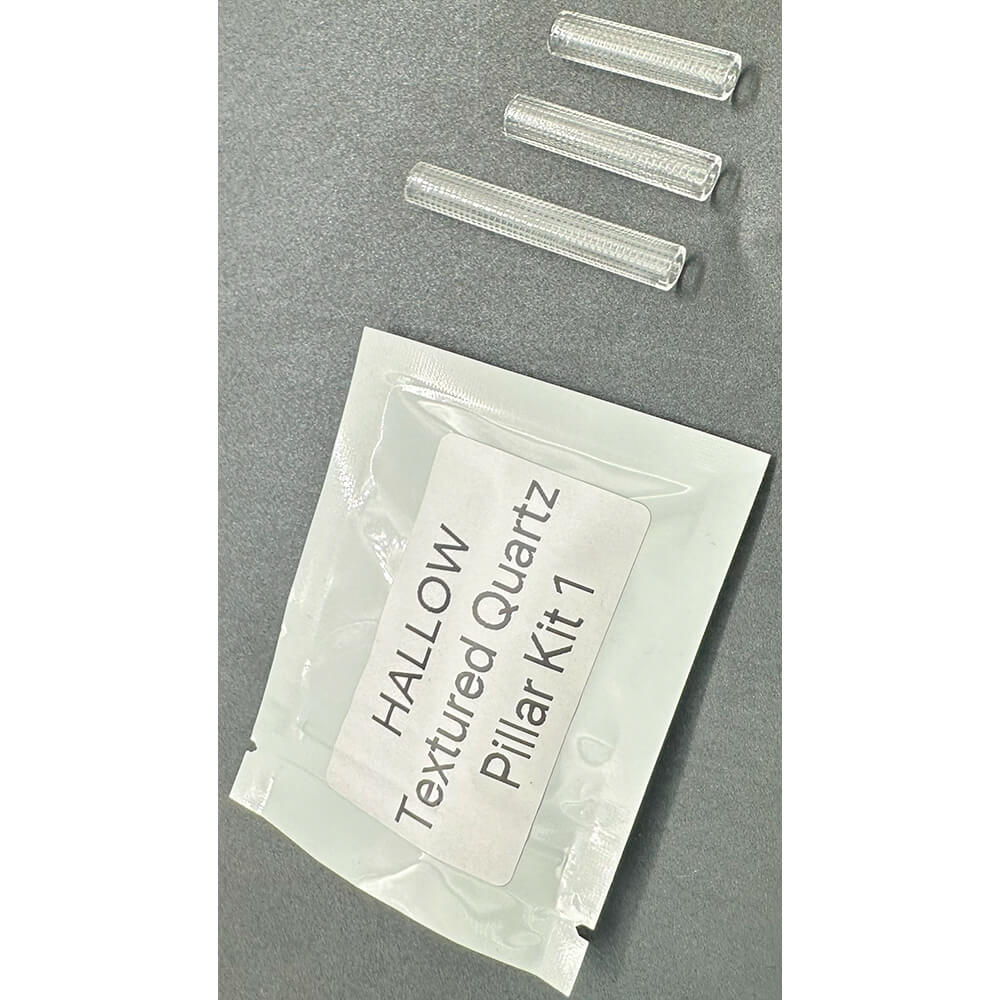 HALLOW
Textured Quartz
Pillar Kit 1